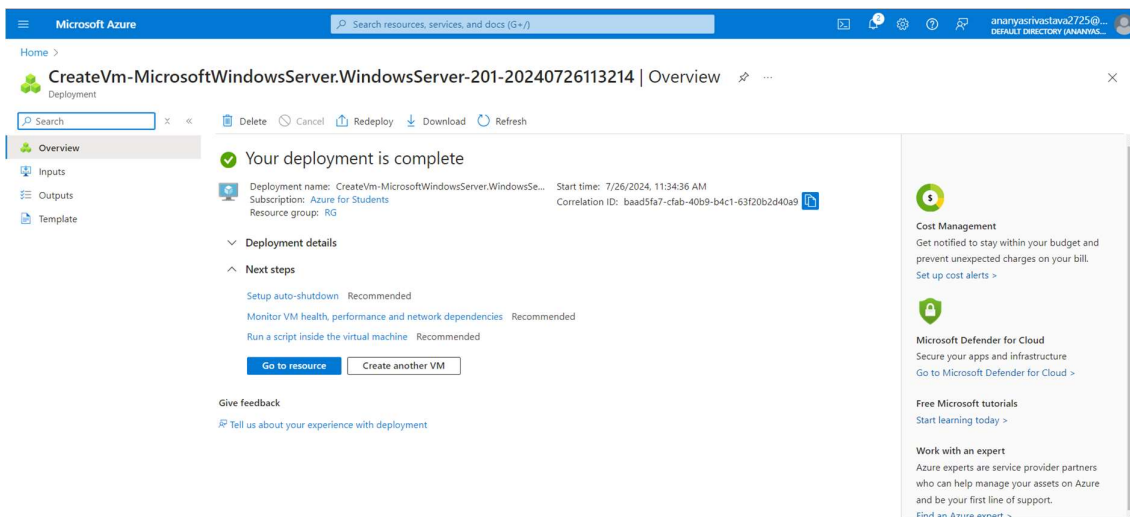 Microsoft Azure
Search resources, services, and docs (G+/)
2
ananyasrivastava2725@...
DEFAULT DIRECTORY (ANANYAS...
Home >
CreateVm-MicrosoftWindowsServer.WindowsServer-201-20240726113214 | Overview
Deployment
Search
Delete Cancel Redeploy Download Refresh
Overview
Inputs
Outputs
Template
Your deployment is complete
Deployment name: CreateVm-MicrosoftWindowsServer.WindowsSe...
Subscription: Azure for Students
Resource group: RG
Start time: 7/26/2024, 11:34:36 AM
Correlation ID: baad5fa7-cfab-40b9-b4c1-63f20b2d40a9
Deployment details
Next steps
Setup auto-shutdown Recommended
Monitor VM health, performance and network dependencies Recommended
Run a script inside the virtual machine Recommended
Go to resource Create another VM
Give feedback
Tell us about your experience with deployment
$
Cost Management
Get notified to stay within your budget and
prevent unexpected charges on your bill.
Set up cost alerts >
Microsoft Defender for Cloud
Secure your apps and infrastructure
Go to Microsoft Defender for Cloud >
Free Microsoft tutorials
Start learning today >
Work with an expert
Azure experts are service provider partners
who can help manage your assets on Azure
and be your first line of support.
Find an Azure expert >